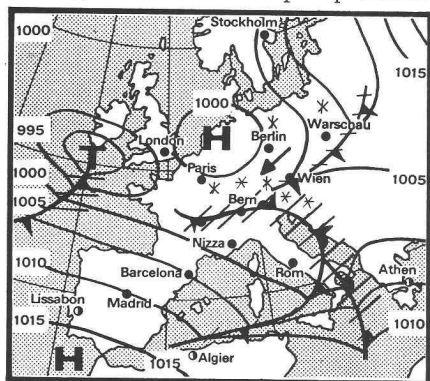 Stockholm
1000
1015
995
1000
H
London
Berlin
Warschau
T
Paris
1000
1005
Wien
1005
Bern
Nizza
1010
Rom
Athen
Barcelona
Lissabon
Madrid
1015
1010
H
1015
Algier